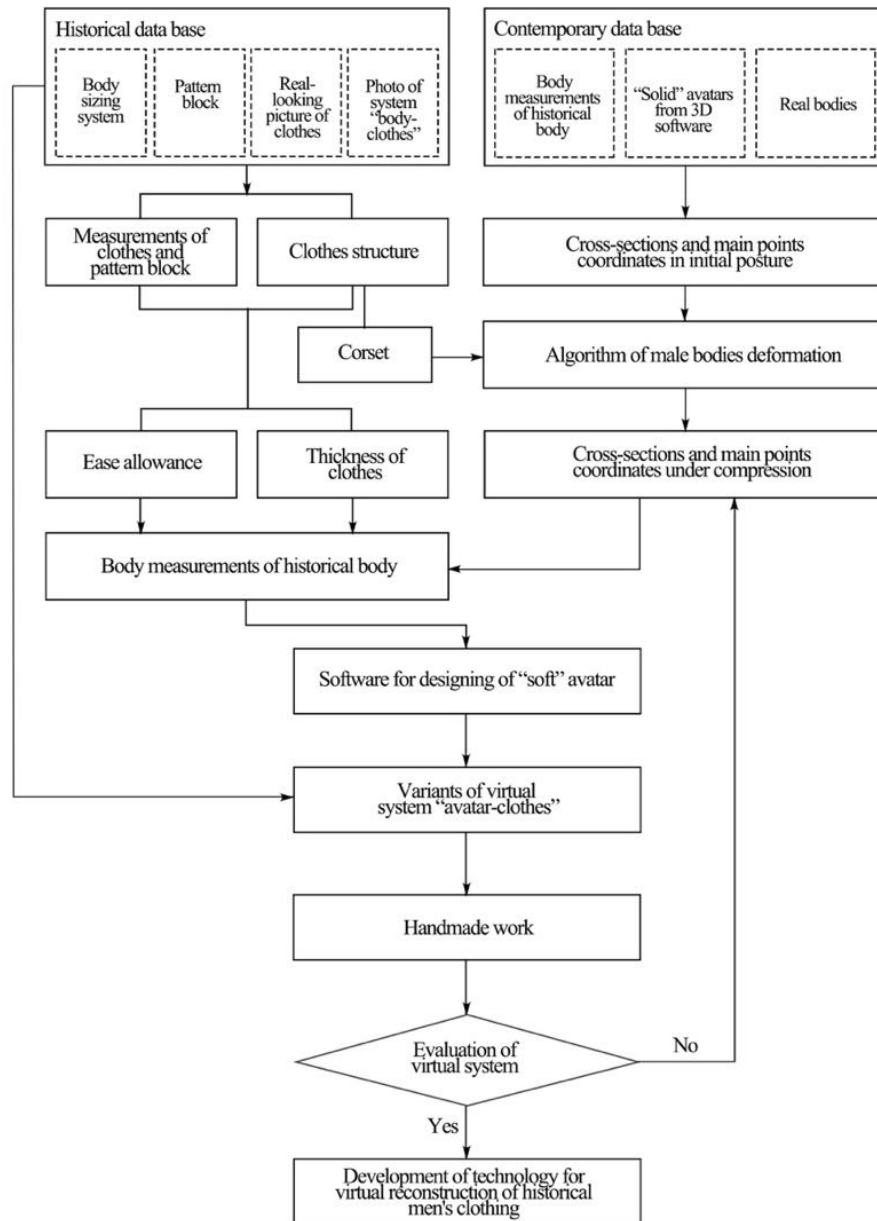 Historical data base
Body
sizing
system
Pattern
block
Real-
looking
picture of
clothes
Photo of
system
“body-
clothes”
Contemporary data base
Body
measurements
of historical
body
“Solid” avatars
from 3D
software
Real bodies
Measurements of
clothes and
pattern block
Clothes structure
Cross-sections and main points
coordinates in initial posture
Corset
Algorithm of male bodies deformation
Ease allowance
Thickness of
clothes
Cross-sections and main points
coordinates under compression
Body measurements of historical body
Software for designing of “soft” avatar
Variants of virtual
system “avatar-clothes”
Handmade work
Evaluation of
virtual system
No
Yes
Development of technology for
virtual reconstruction of historical
men's clothing